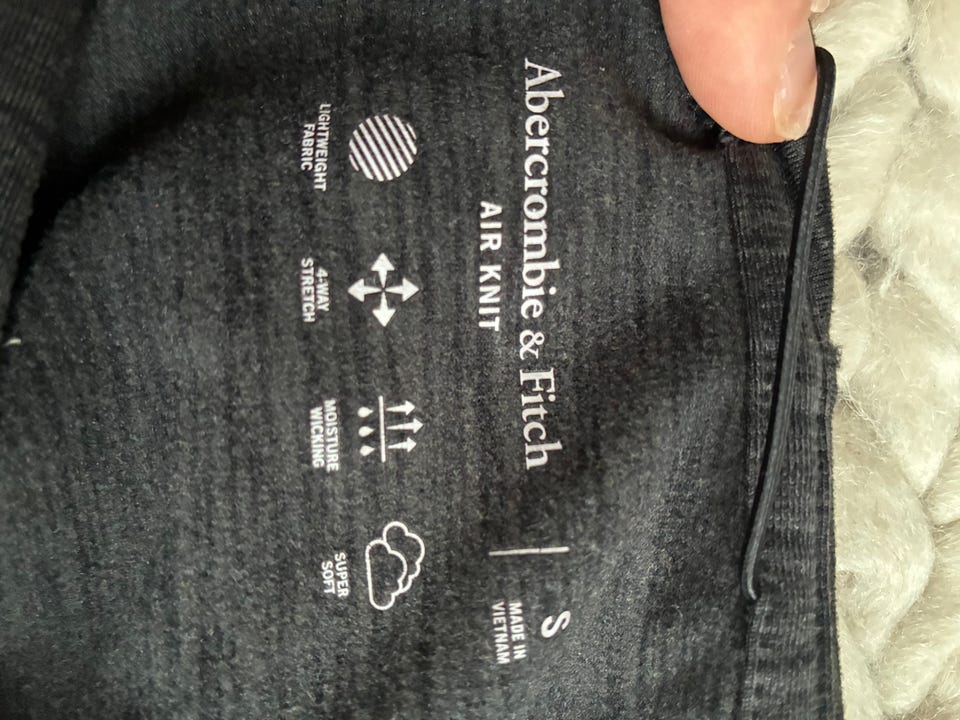 Abercrombie & Fitch
AIR KNIT
S
MADE IN
VIETNAM
LIGHTWEIGHT
FABRIC
4-WAY
STRETCH
MOISTURE
WICKING
SUPER
SOFT